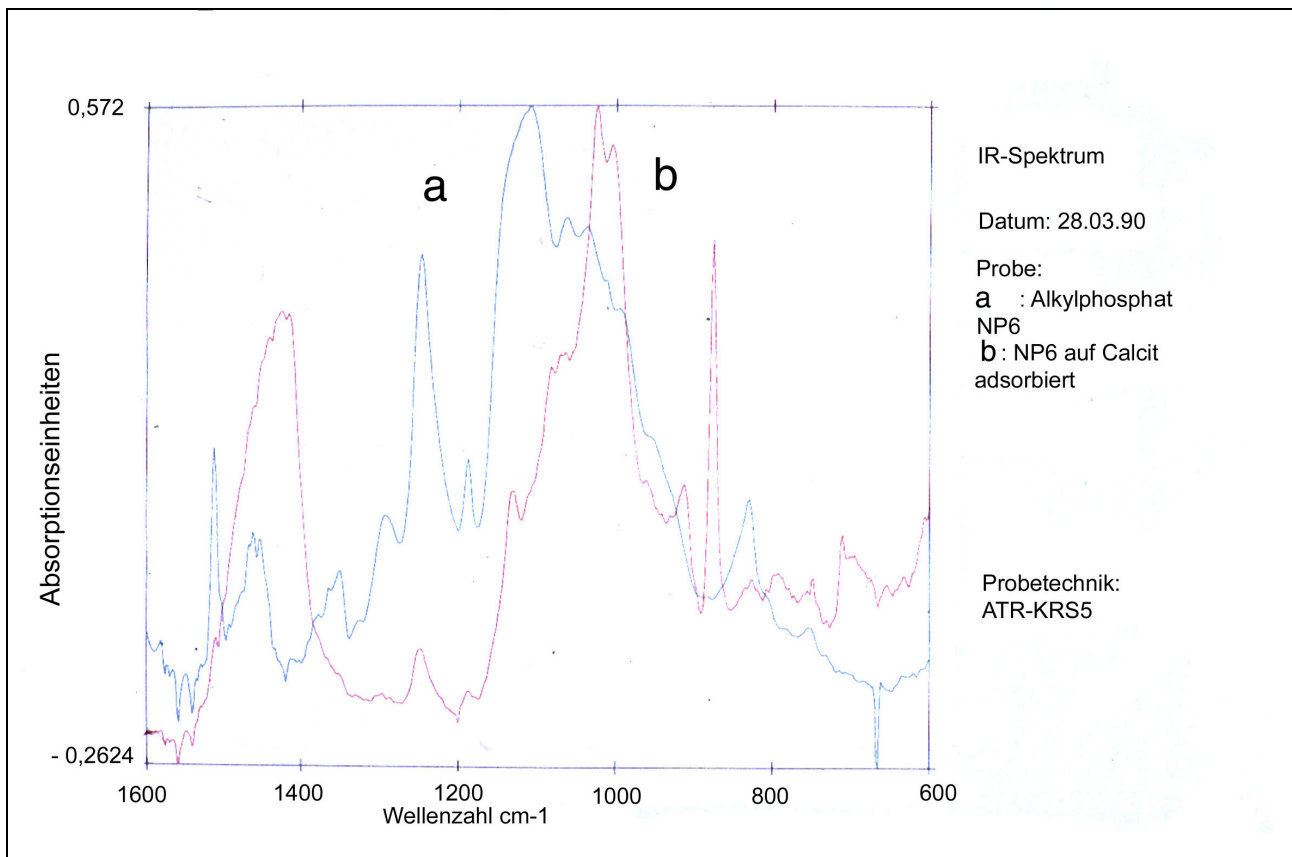 0,572
a
b
IR-Spektrum
Datum: 28.03.90
Probe:
a : Alkylphosphat
NP6
b : NP6 auf Calcit
adsorbiert
Absorptionseinheiten
Probetechnik:
ATR-KRS5
- 0,2624
1600 1400 1200 1000 800 600
Wellenzahl cm-1